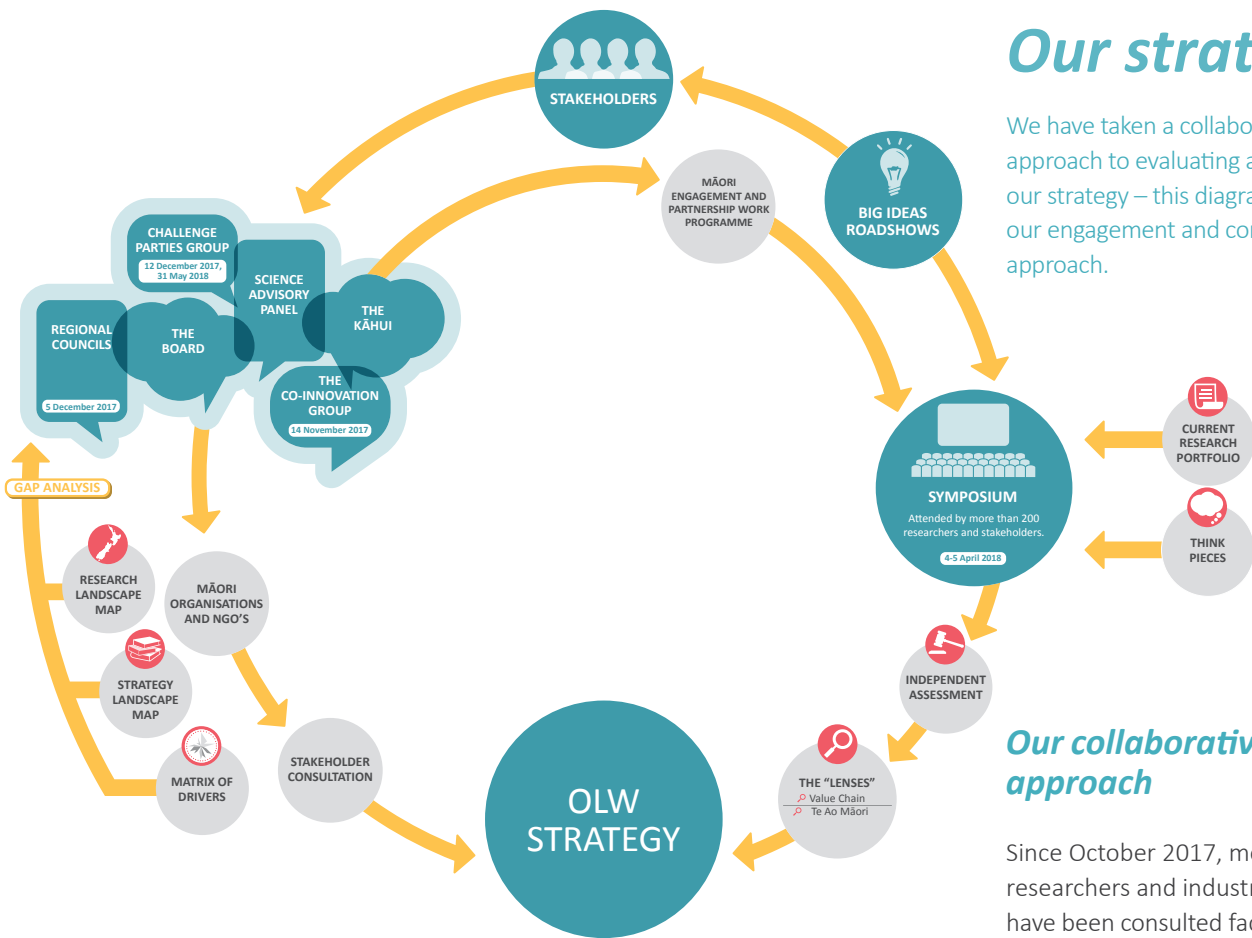 Our strat
We have taken a collabo
approach to evaluating a
our strategy – this diagra
our engagement and con
approach.
STAKEHOLDERS
MĀORI
ENGAGEMENT AND
PARTNERSHIP WORK
PROGRAMME
BIG IDEAS
ROADSHOWS
CHALLENGE
PARTIES GROUP
12 December 2017,
31 May 2018
SCIENCE
ADVISORY
PANEL
REGIONAL
COUNCILS
5 December 2017
THE
BOARD
THE
KĀHUI
THE
CO-INNOVATION
GROUP
14 November 2017
GAP ANALYSIS
RESEARCH
LANDSCAPE
MAP
STRATEGY
LANDSCAPE
MAP
MATRIX OF
DRIVERS
MĀORI
ORGANISATIONS
AND NGO'S
STAKEHOLDER
CONSULTATION
OLW
STRATEGY
SYMPOSIUM
Attended by more than 200
researchers and stakeholders.
4-5 April 2018
CURRENT
RESEARCH
PORTFOLIO
THINK
PIECES
INDEPENDENT
ASSESSMENT
THE “LENSES”
Value Chain
Te Ao Māori
Our collaborativ
approach
Since October 2017, mo
researchers and industr
have been consulted fac